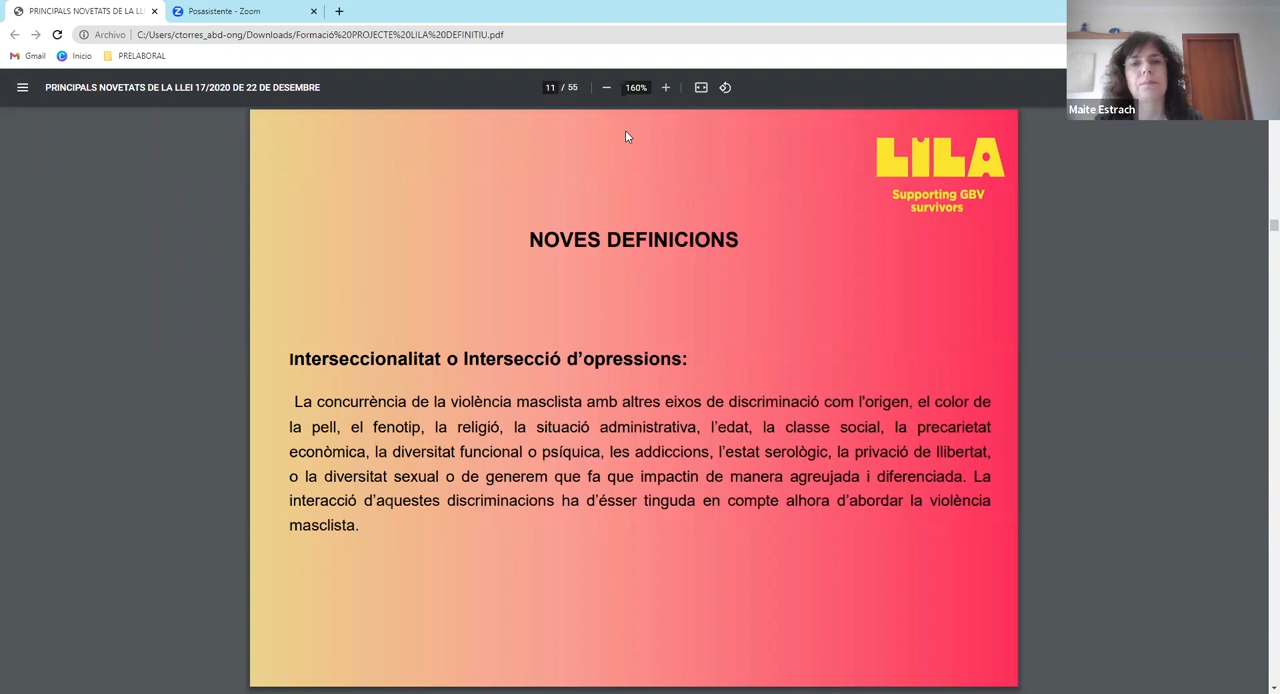 PRINCIPALS NOVETATS DE LA LL
Posasistente - Zoom
Archivo
C:/Users/ctorres_abd-ong/Downloads/Formació%20PROJECTE%20LILA%20DEFINITIU.pdf
Gmail
Inicio
PRELABORAL
PRINCIPALS NOVETATS DE LA LLEI 17/2020 DE 22 DE DESEMBRE
11 / 55
160%
Maite Estrach
LILA
Supporting GBV
survivors
NOVES DEFINICIONS
Interseccionalitat o Intersecció d'opressions:
La concurrència de la violència masclista amb altres eixos de discriminació com l'origen, el color de
la pell, el fenotip, la religió, la situació administrativa, l'edat, la classe social, la precarietat
econòmica, la diversitat funcional o psíquica, les addiccions, l'estat serològic, la privació de llibertat,
o la diversitat sexual o de generem que fa que impactin de manera agreujada i diferenciada. La
interacció d'aquestes discriminacions ha d'ésser tinguda en compte alhora d'abordar la violència
masclista.